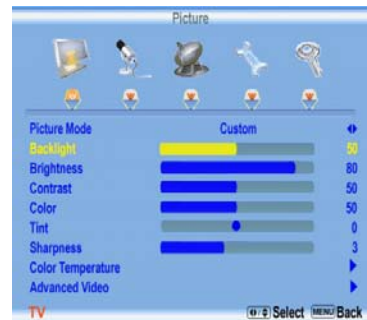 Picture
Picture Mode Custom
Backlight 50
Brightness 80
Contrast 50
Color 50
Tint 0
Sharpness 3
Color Temperature
Advanced Video
TV Select MENU Back